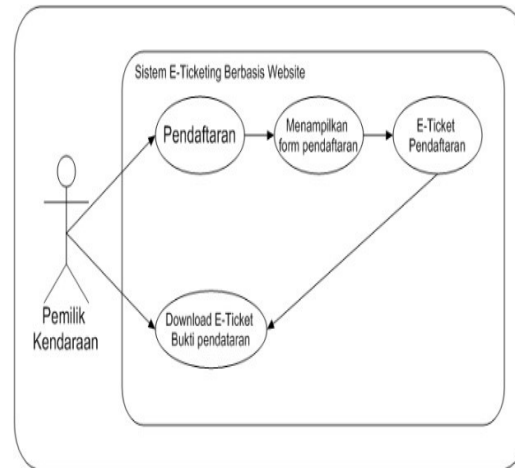 Sistem E-Ticketing Berbasis Website
Pendaftaran
Menampilkan
form pendaftaran
E-Ticket
Pendaftaran
Pemilik
Kendaraan
Download E-Ticket
Bukti pendataran